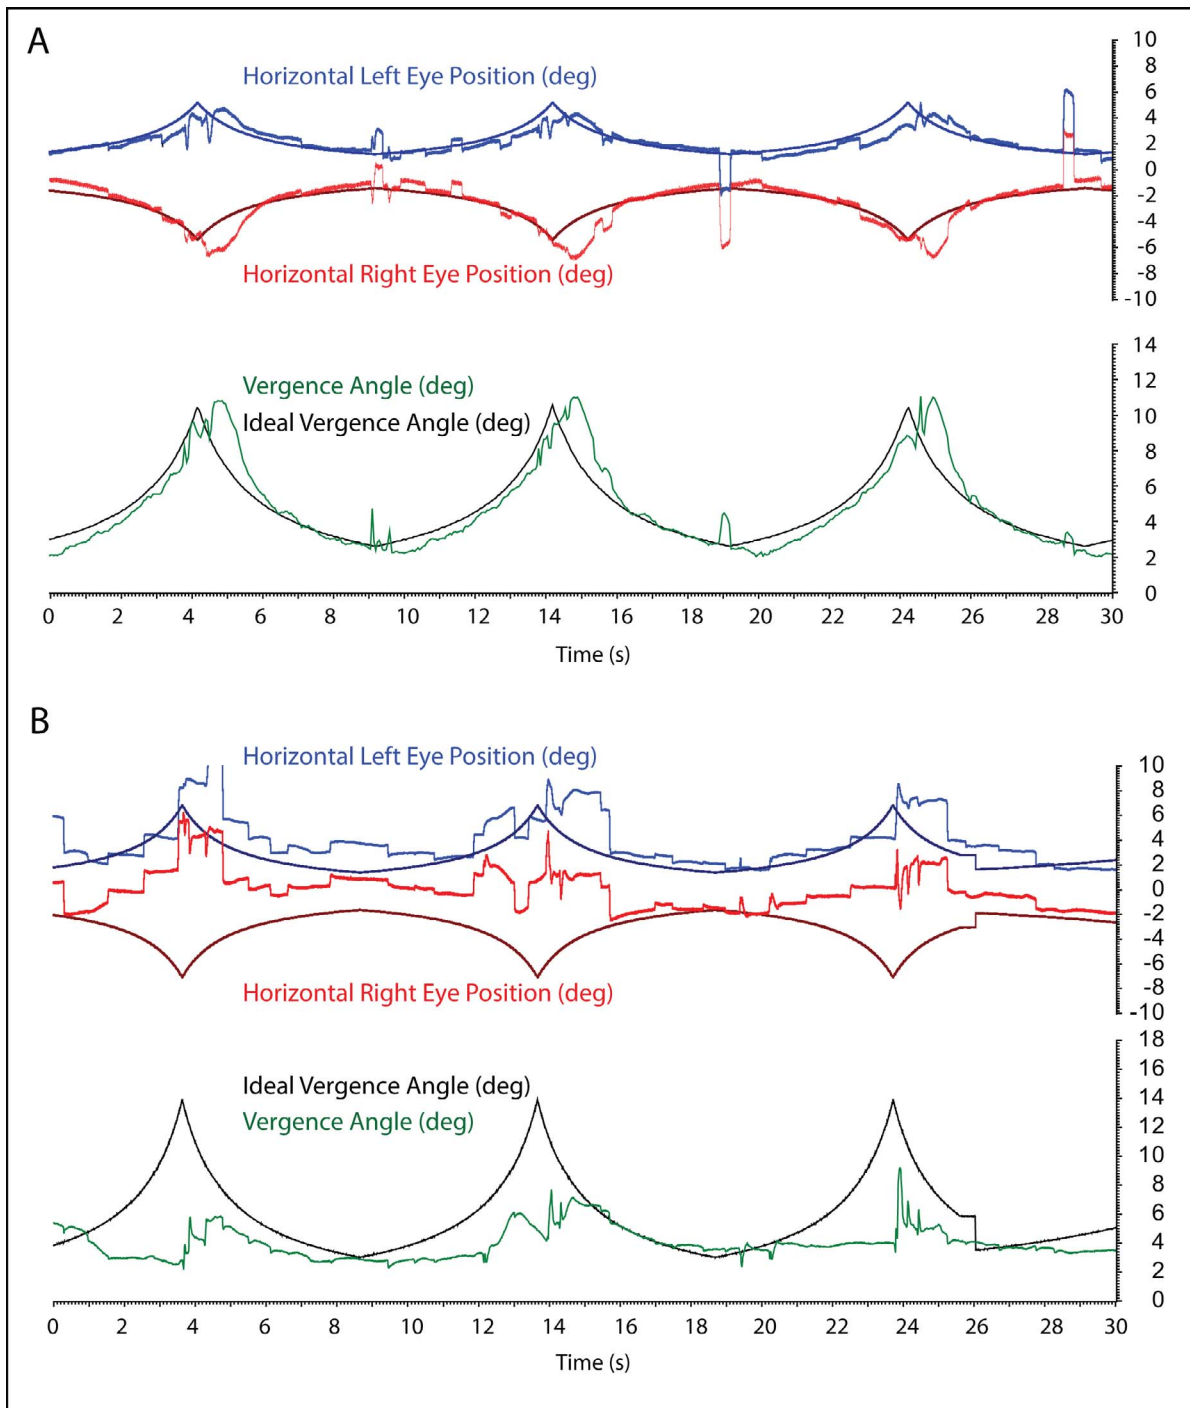 A
Horizontal Left Eye Position (deg)
10
8
6
4
2
0
-2
-4
-6
-8
-10
Horizontal Right Eye Position (deg)
Vergence Angle (deg)
Ideal Vergence Angle (deg)
14
12
10
8
6
4
2
0
0 2 4 6 8 10 12 14 16 18 20 22 24 26 28 30
Time (s)
B
Horizontal Left Eye Position (deg)
10
8
6
4
2
0
-2
-4
-6
-8
-10
Horizontal Right Eye Position (deg)
Ideal Vergence Angle (deg)
Vergence Angle (deg)
18
16
14
12
10
8
6
4
2
0
0 2 4 6 8 10 12 14 16 18 20 22 24 26 28 30
Time (s)